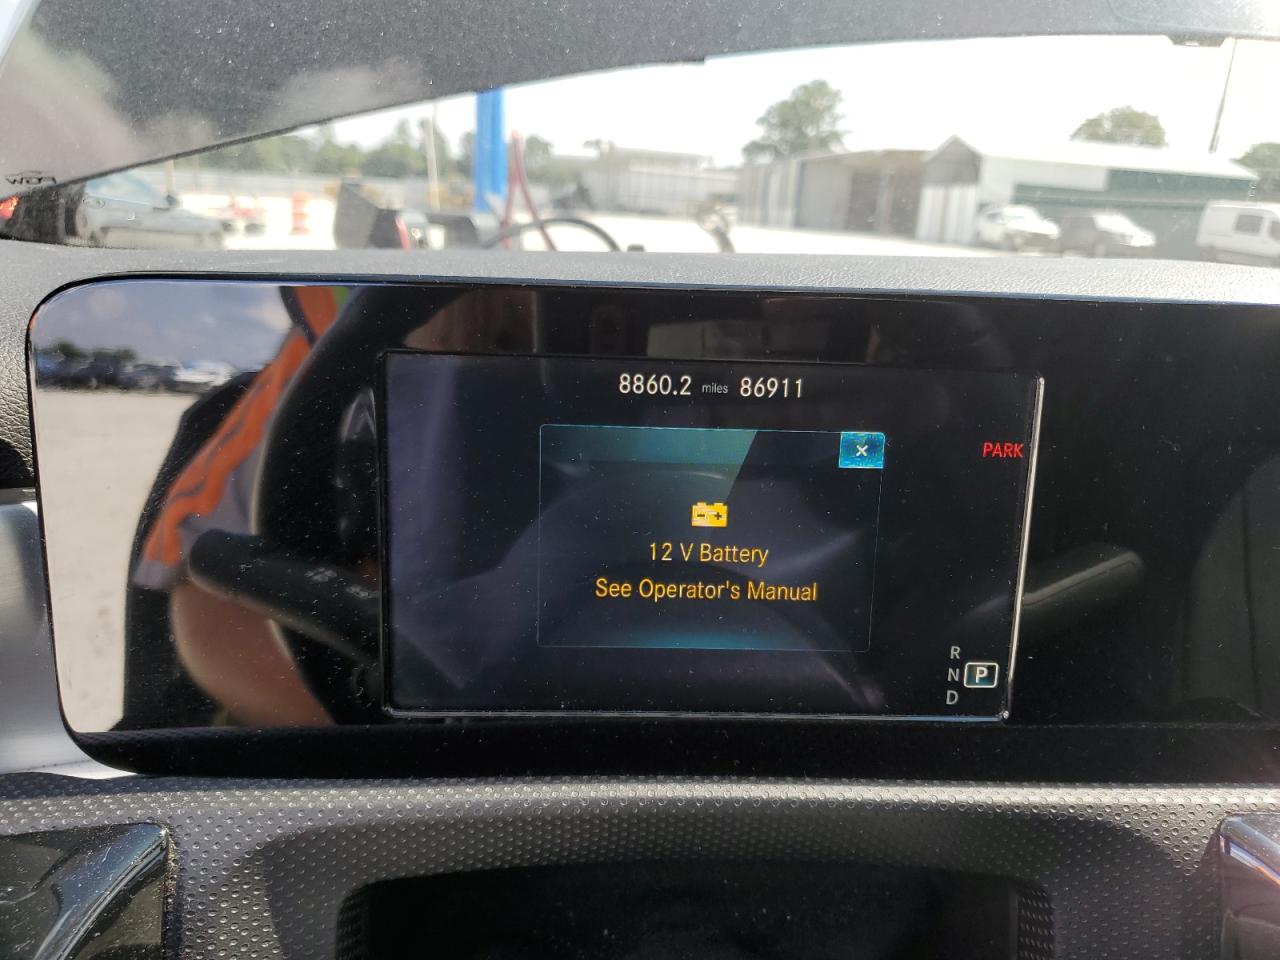 8860.2 miles 86911
×
PARK
12 V Battery
See Operator's Manual
R
N P
D